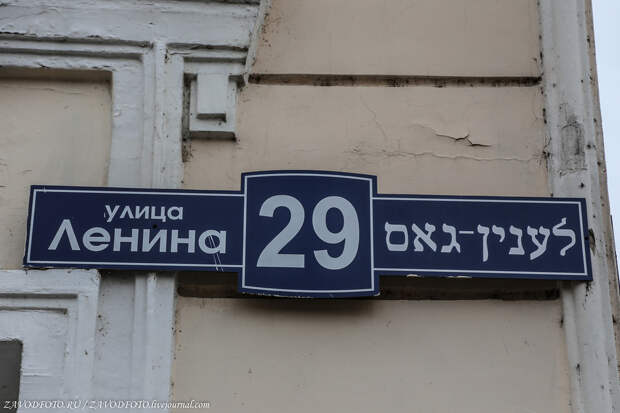 улица
Ленина
29
לענין-גאס
ZAVODFOTO.RU / ZAVODFOTO.livejournal.com